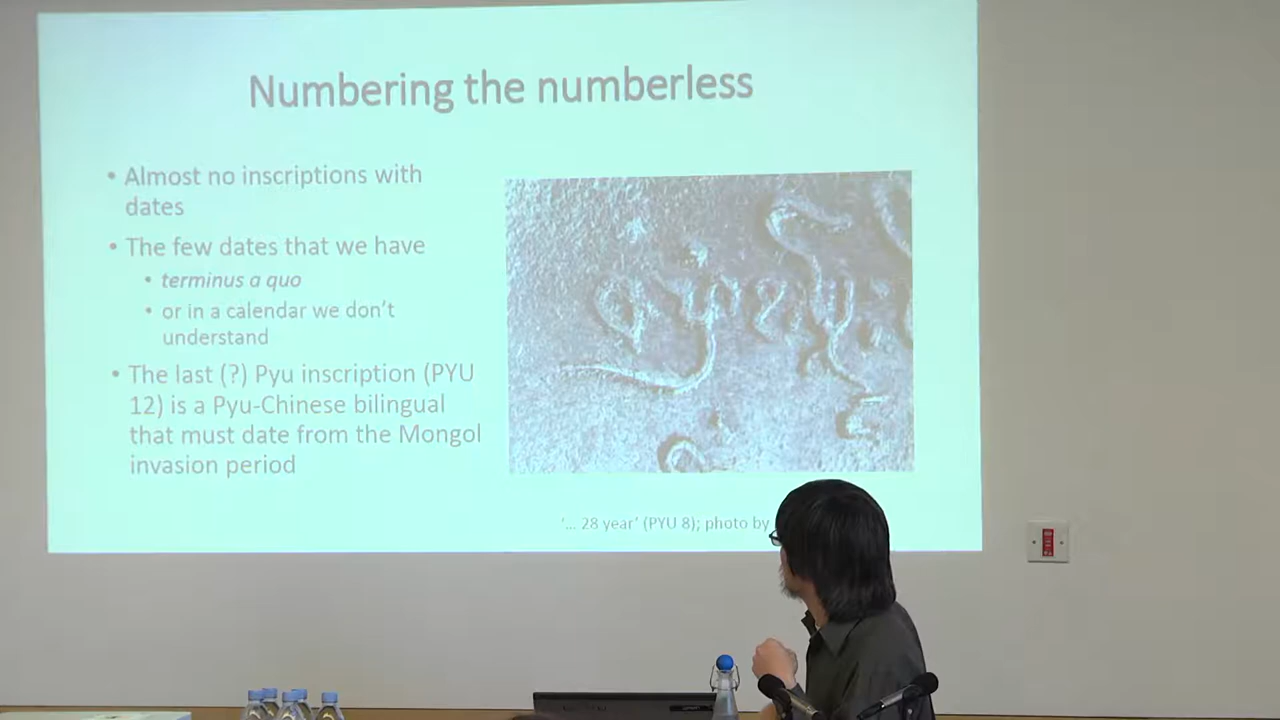 Numbering the numberless
• Almost no inscriptions with
dates
• The few dates that we have
• terminus a quo
• or in a calendar we don't
understand
• The last (?) Pyu inscription (PYU
12) is a Pyu-Chinese bilingual
that must date from the Mongol
invasion period
'... 28 year' (PYU 8); photo by